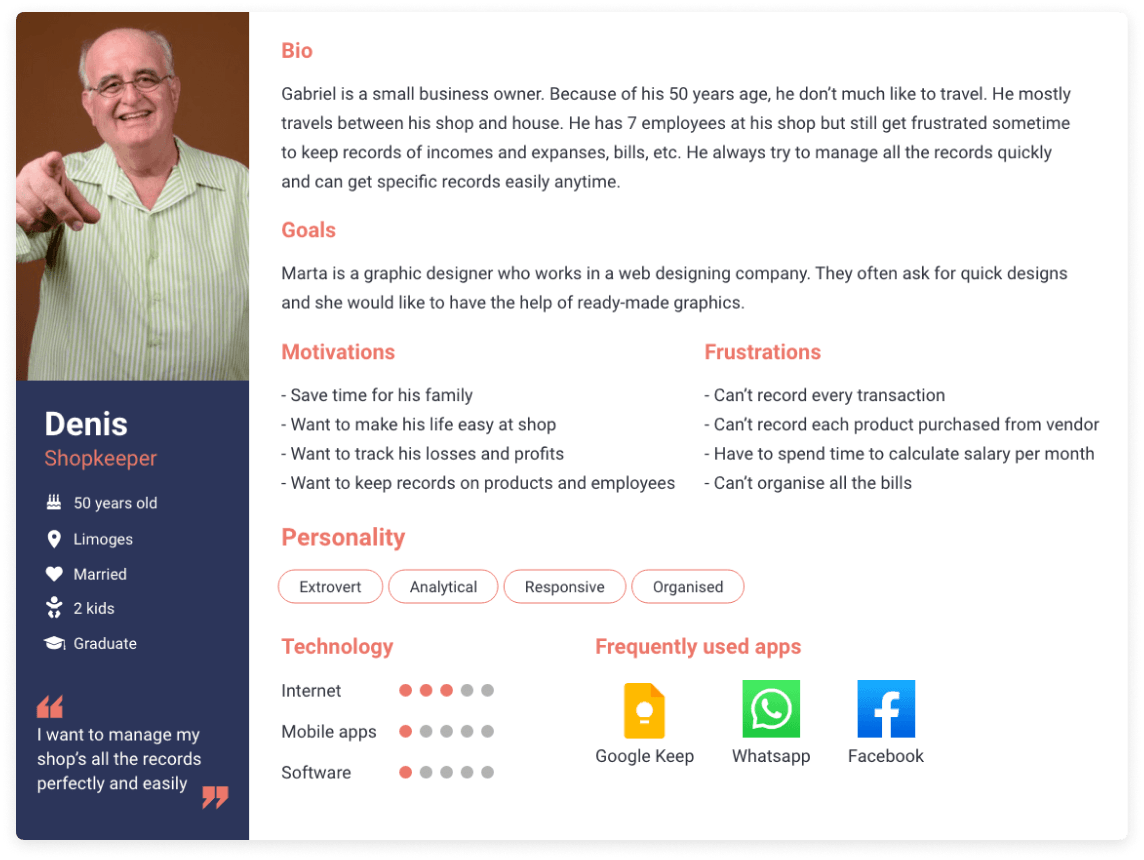 Denis
Shopkeeper
50 years old
Limoges
Married
2 kids
Graduate
I want to manage my
shop’s all the records
perfectly and easily
Bio
Gabriel is a small business owner. Because of his 50 years age, he don’t much like to travel. He mostly
travels between his shop and house. He has 7 employees at his shop but still get frustrated sometime
to keep records of incomes and expanses, bills, etc. He always try to manage all the records quickly
and can get specific records easily anytime.
Goals
Marta is a graphic designer who works in a web designing company. They often ask for quick designs
and she would like to have the help of ready-made graphics.
Motivations
- Save time for his family
- Want to make his life easy at shop
- Want to track his losses and profits
- Want to keep records on products and employees
Frustrations
- Can’t record every transaction
- Can’t record each product purchased from vendor
- Have to spend time to calculate salary per month
- Can’t organise all the bills
Personality
Extrovert
Analytical
Responsive
Organised
Technology
Internet
Mobile apps
Software
Frequently used apps
Google Keep
Whatsapp
Facebook